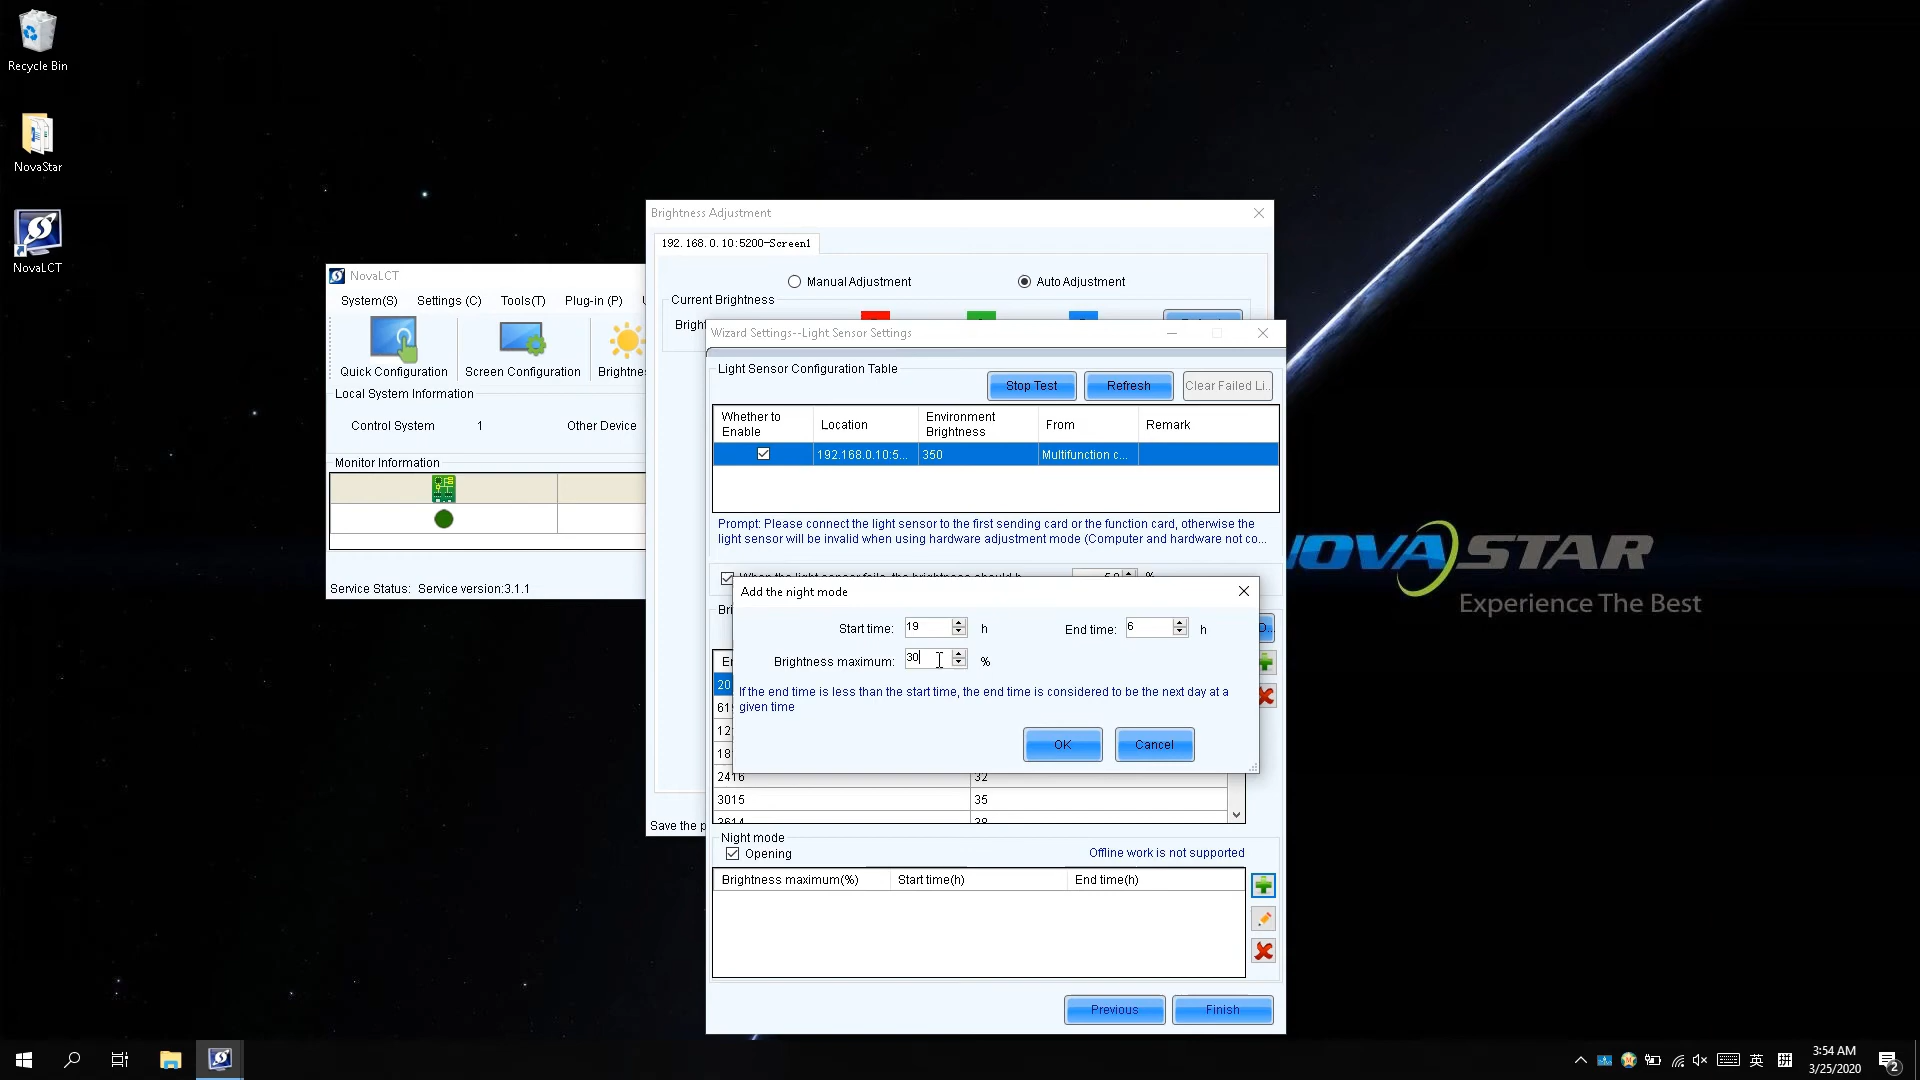 Recycle Bin
NovaStar
NovaLCT
NovaLCT
System(S) Settings (C) Tools(T) Plug-in (P)
Quick Configuration Screen Configuration
Local System Information
Control System 1 Other Device
Monitor Information
Service Status: Service version:3.1.1
Brightness Adjustment
192.168.0.10:5200-Screen1
Manual Adjustment Auto Adjustment
Current Brightness
Save the
Wizard Settings--Light Sensor Settings
Light Sensor Configuration Table
Stop Test Refresh Clear Failed Li..
Whether to Enable Location Environment Brightness From Remark
192.168.0.10:5... 350 Multifunction c...
Prompt: Please connect the light sensor to the first sending card or the function card, otherwise the
light sensor will be invalid when using hardware adjustment mode (Computer and hardware not co...
Add the night mode
Start time: 19 h End time: 6 h
Brightness maximum: 30 %
If the end time is less than the start time, the end time is considered to be the next day at a
given time
OK Cancel
2416 32
3015 35
Night mode
Opening Offline work is not supported
Brightness maximum(%) Start time(h) End time(h)
Previous Finish
NOVASTAR
Experience The Best
英 拼
3:54 AM
3/25/2020
2